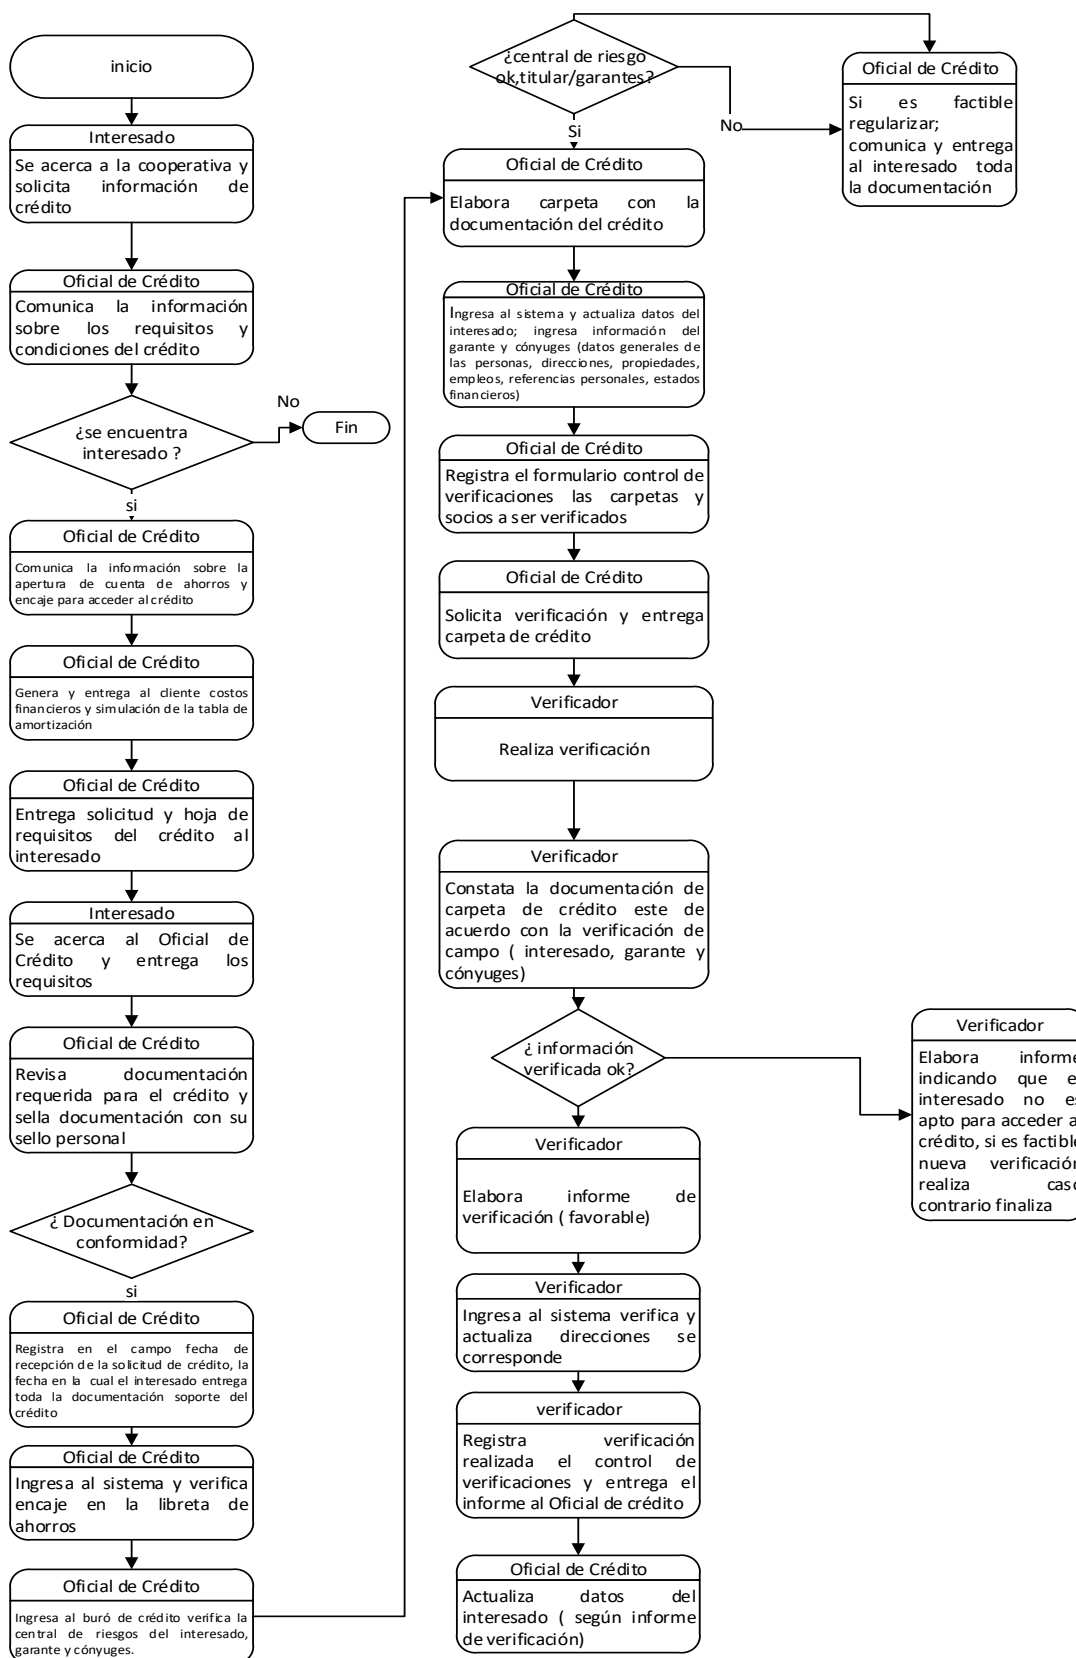 inicio
Interesado
Se acerca a la cooperativa y
solicita información de
crédito
Oficial de Crédito
Comunica la información
sobre los requisitos y
condiciones del crédito
¿se encuentra
interesado ?
No
Fin
si
Oficial de Crédito
Comunica la información sobre la
apertura de cuenta de ahorros y
encaje para acceder al crédito
Oficial de Crédito
Genera y entrega al cliente costos
financieros y simulación de la tabla de
amortización
Oficial de Crédito
Entrega solicitud y hoja de
requisitos del crédito al
interesado
Interesado
Se acerca al Oficial de
Crédito y entrega los
requisitos
Oficial de Crédito
Revisa documentación
requerida para el crédito y
sella documentación con su
sello personal
¿ Documentación en
conformidad?
si
Oficial de Crédito
Registra en el campo fecha de
recepción de la solicitud de crédito, la
fecha en la cual el interesado entrega
toda la documentación soporte del
crédito
Oficial de Crédito
Ingresa al sistema y verifica
encaje en la libreta de
ahorros
Oficial de Crédito
Ingresa al buró de crédito verifica la
central de riesgos del interesado,
garante y cónyuges.
¿central de riesgo
ok,titular/garantes?
No
Si
Oficial de Crédito
Si es factible
regularizar;
comunica y entrega
al interesado toda
la documentación
Oficial de Crédito
Elabora carpeta con la
documentación del crédito
Oficial de Crédito
Ingresa al sistema y actualiza datos del
interesado; ingresa información del
garante y cónyuges (datos generales de
las personas, direcciones, propiedades,
empleos, referencias personales, estados
financieros)
Oficial de Crédito
Registra el formulario control de
verificaciones las carpetas y
socios a ser verificados
Oficial de Crédito
Solicita verificación y entrega
carpeta de crédito
Verificador
Realiza verificación
Verificador
Constata la documentación de
carpeta de crédito este de
acuerdo con la verificación de
campo ( interesado, garante y
cónyuges)
¿ información
verificada ok?
Verificador
Elabora informe
indicando que e
interesado no es
apto para acceder a
crédito, si es factible
nueva verificación
realiza caso
contrario finaliza
Verificador
Elabora informe de
verificación ( favorable)
Verificador
Ingresa al sistema verifica y
actualiza direcciones se
corresponde
verificador
Registra verificación
realizada el control de
verificaciones y entrega el
informe al Oficial de crédito
Oficial de Crédito
Actualiza datos del
interesado ( según informe
de verificación)